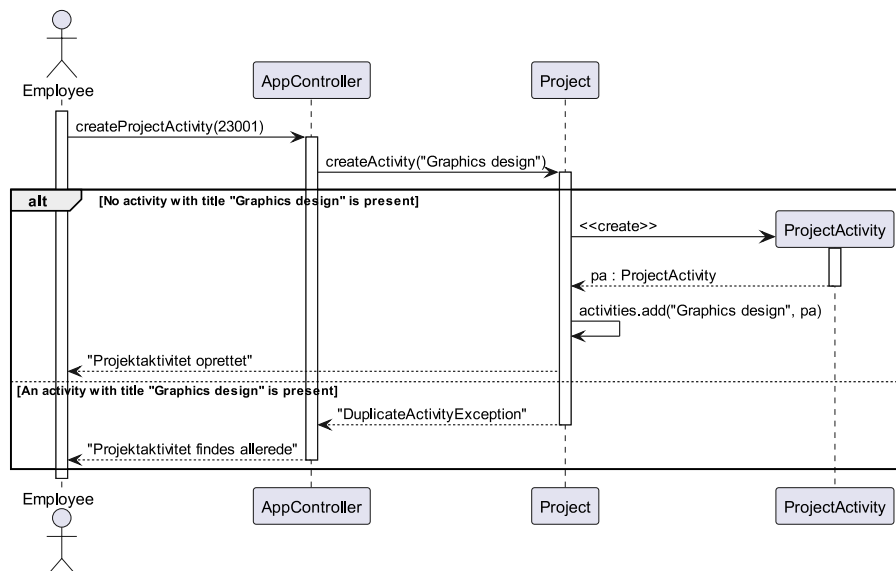 Employee
AppController
Project
createProjectActivity(23001)
createActivity("Graphics design")
alt
[No activity with title "Graphics design" is present]
<<create>>
ProjectActivity
pa : ProjectActivity
activities.add("Graphics design", pa)
"Projektaktivitet oprettet"
[An activity with title "Graphics design" is present]
"DuplicateActivityException"
"Projektaktivitet findes allerede"
Employee
AppController
Project
ProjectActivity